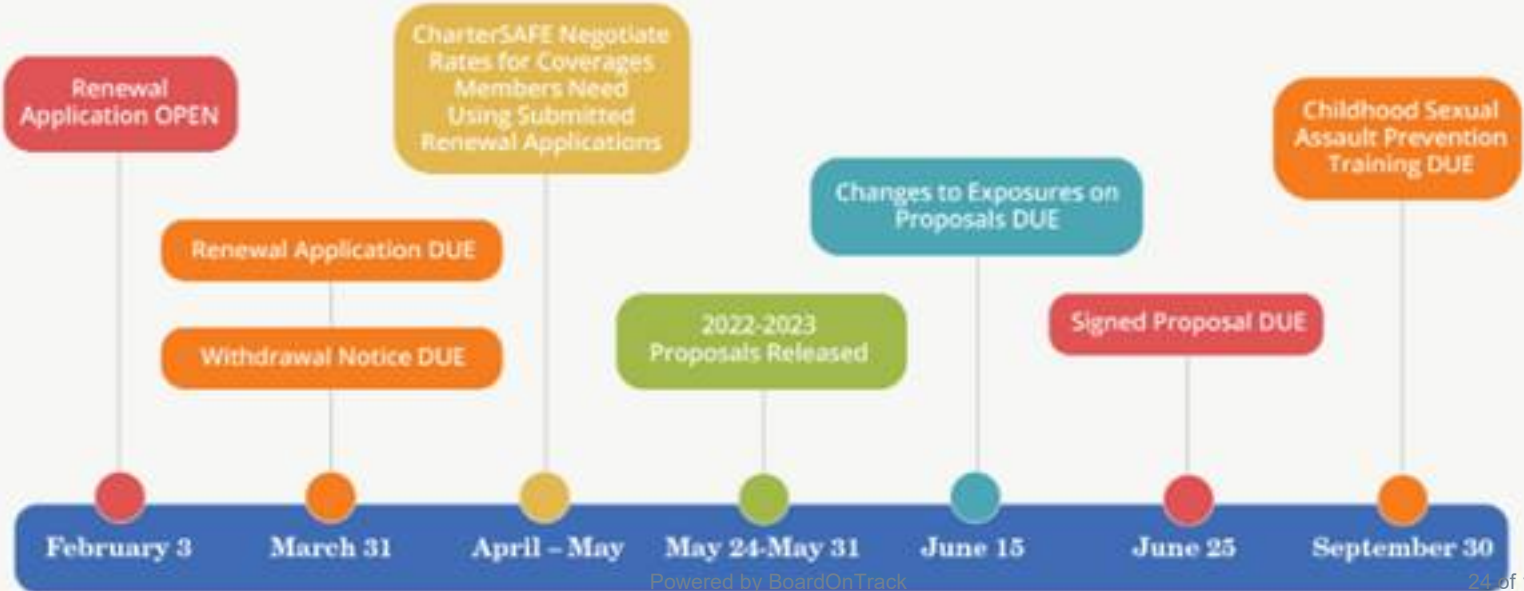 Renewal
Application OPEN
Renewal Application DUE
Withdrawal Notice DUE
CharterSAFE Negotiate
Rates for Coverages
Members Need
Using Submitted
Renewal Applications
2022-2023
Proposals Released
Changes to Exposures on
Proposals DUE
Signed Proposal DUE
Childhood Sexual
Assault Prevention
Training DUE
February 3
March 31
April – May
May 24-May 31
June 15
June 25
September 30
Powered by BoardOnTrack
24 of